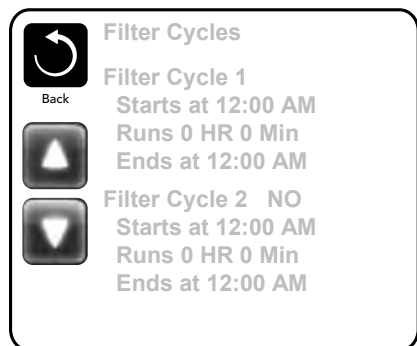 Filter Cycles
Back
Filter Cycle 1
Starts at 12:00 AM
Runs 0 HR 0 Min
Ends at 12:00 AM
Filter Cycle 2 NO
Starts at 12:00 AM
Runs 0 HR 0 Min
Ends at 12:00 AM